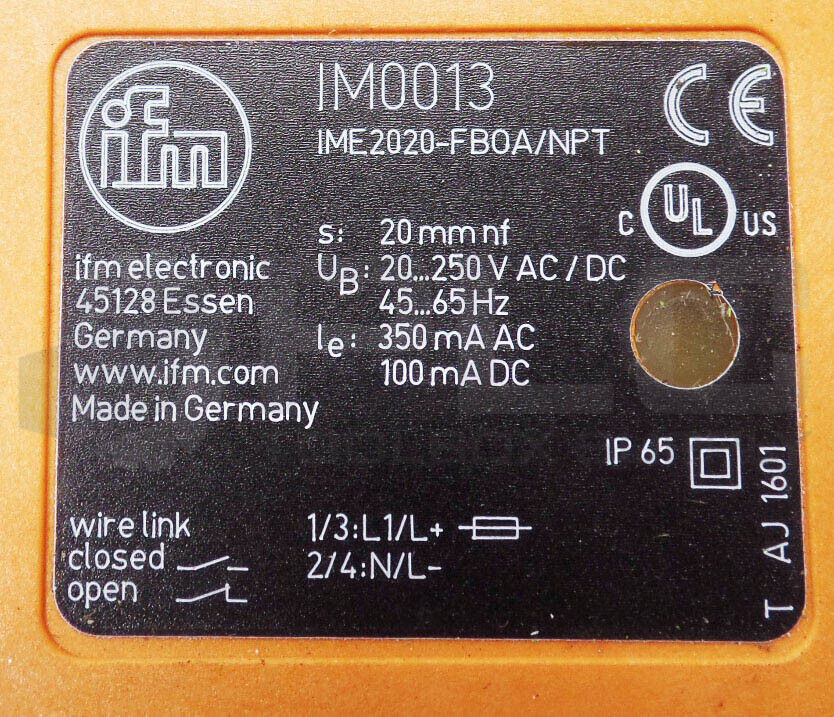 ifm
IM0013
IME2020-FBOA/NPT
CE
C UL US
s: 20 mm nf
UB: 20...250 V AC / DC
45...65 Hz
Ie: 350 mA AC
100 mA DC
ifm electronic
45128 Essen
Germany
www.ifm.com
Made in Germany
IP 65
T AJ 1601
wire link
closed
open
1/3:L1/L+
2/4:N/L-